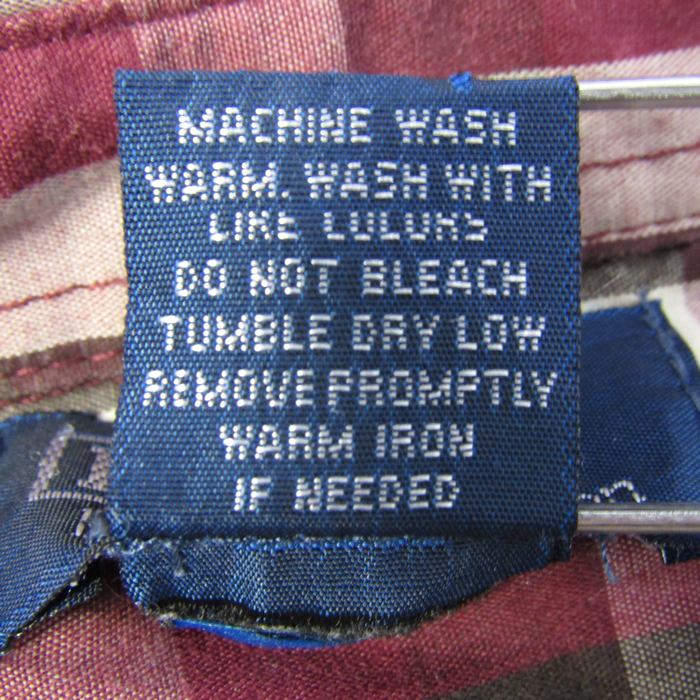 MACHINE WASH
WARM. WASH WITH
LIKE COLORS
DO NOT BLEACH
TUMBLE DRY LOW
REMOVE PROMPTLY
WARM IRON
IF NEEDED